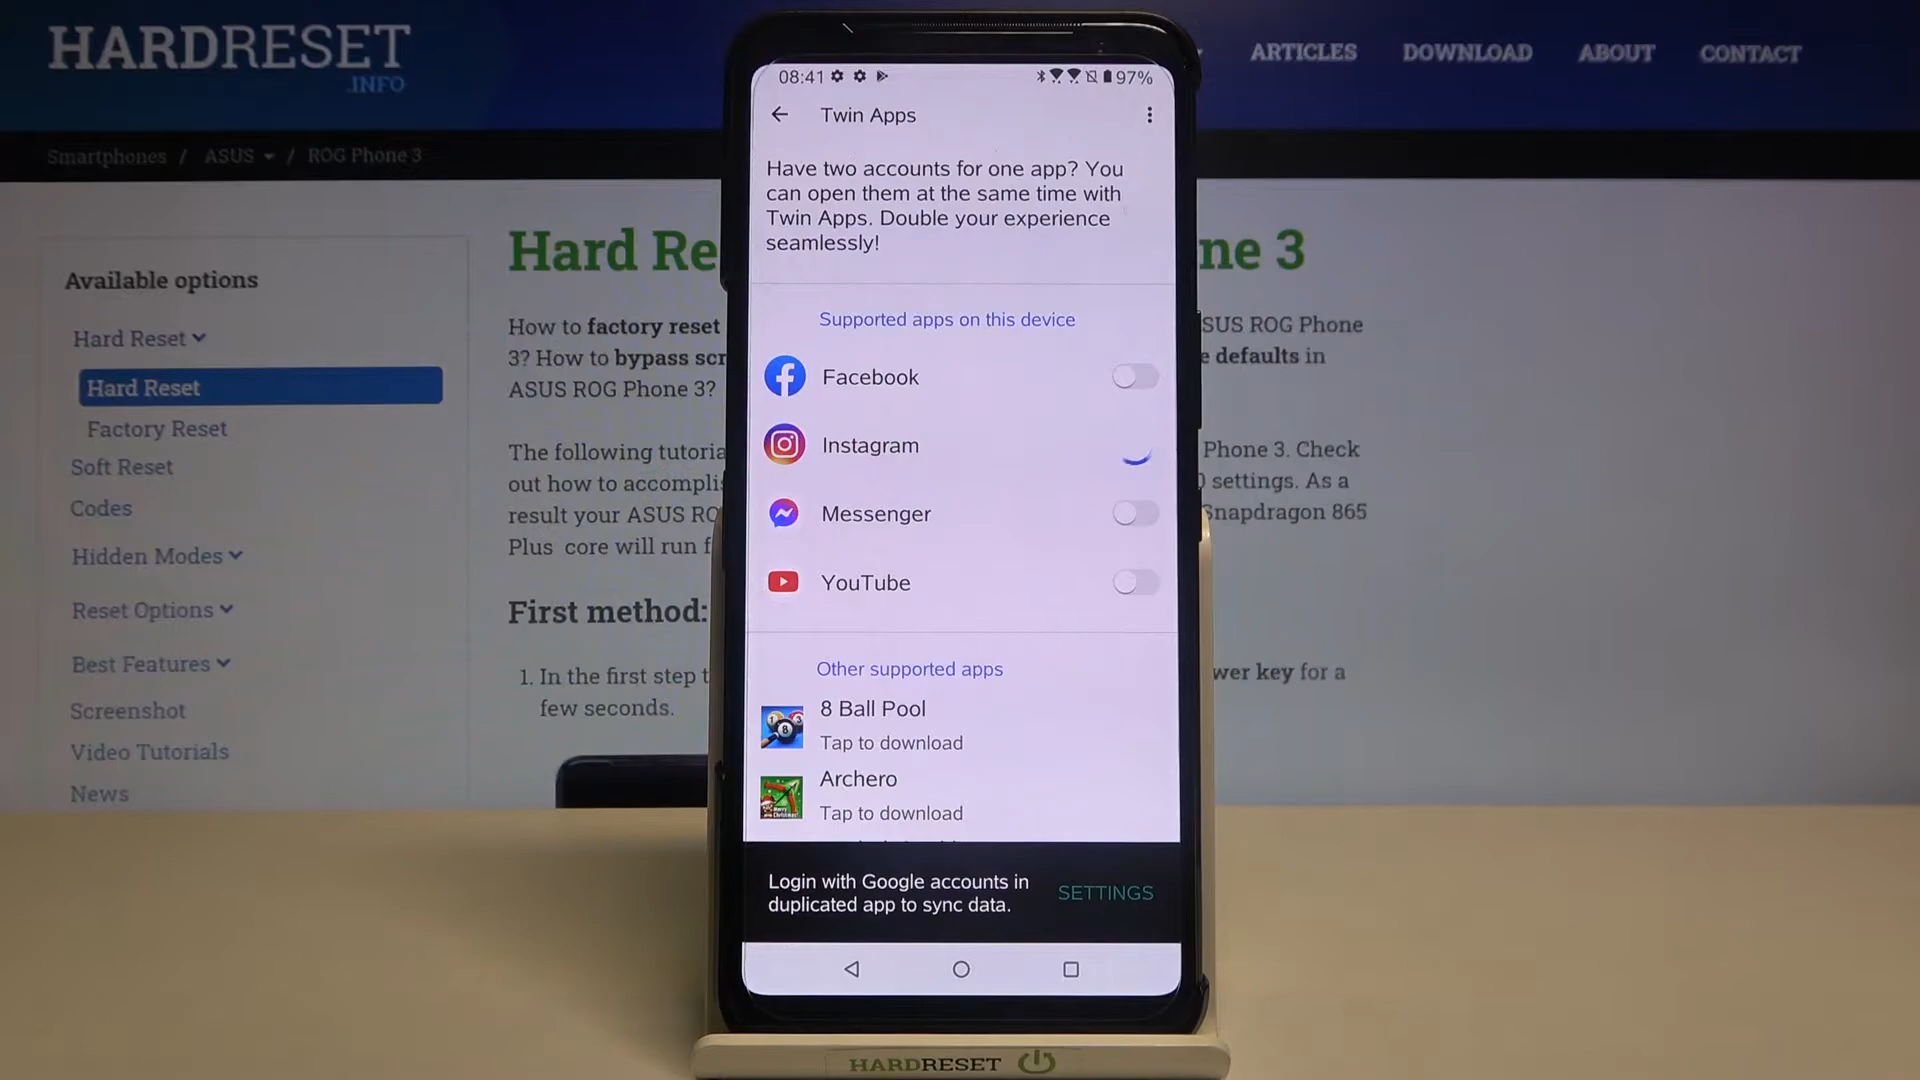 HARDRESET
.INFO
ARTICLES DOWNLOAD ABOUT CONTACT
Smartphones / ASUS / ROG Phone 3
Available options
Hard Reset
Hard Reset
Factory Reset
Soft Reset
Codes
Hidden Modes
Reset Options
Best Features
Screenshot
Video Tutorials
News
Hard Re
ne 3
How to factory reset
SUS ROG Phone
3? How to bypass scr
e defaults in
ASUS ROG Phone 3?
The following tutoria
Phone 3. Check
out how to accomplis
settings. As a
result your ASUS RO
Snapdragon 865
Plus core will run f
First method:
1. In the first step t
wer key for a
few seconds.
08:41 97%
Twin Apps
Have two accounts for one app? You
can open them at the same time with
Twin Apps. Double your experience
seamlessly!
Supported apps on this device
Facebook
Instagram
Messenger
YouTube
Other supported apps
8 Ball Pool
Tap to download
Archero
Tap to download
Login with Google accounts in
duplicated app to sync data.
SETTINGS
HARDRESET